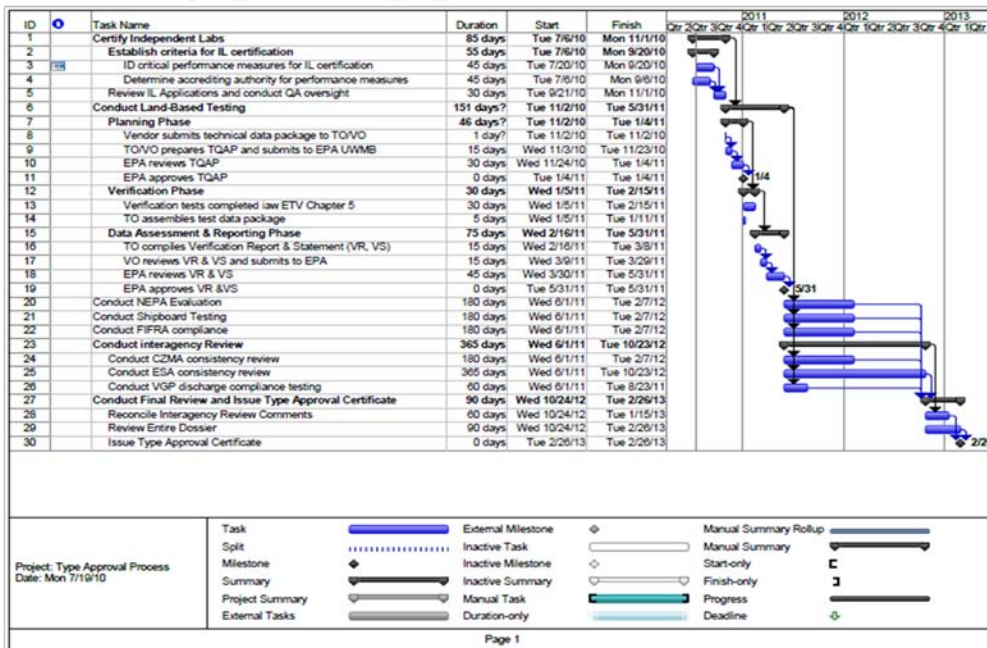 2011 2012 2013
ID Task Name Duration Start Finish Qtr 2 Qtr 3 Qtr 4 Qtr 1 Qtr 2 Qtr 3 Qtr 4 Qtr 1 Qtr 2 Qtr 3 Qtr 4 Qtr 1 Qtr
1 Certify Independent Labs 85 days Tue 7/6/10 Mon 11/1/10
2 Establish criteria for IL certification 55 days Tue 7/6/10 Mon 9/20/10
3 ID critical performance measures for IL certification 45 days Tue 7/20/10 Mon 9/20/10
4 Determine accrediting authority for performance measures 45 days Tue 7/6/10 Mon 9/6/10
5 Review IL Applications and conduct QA oversight 30 days Tue 9/21/10 Mon 11/1/10
6 Conduct Land-Based Testing 151 days? Tue 11/2/10 Tue 5/31/11
7 Planning Phase 46 days? Tue 11/2/10 Tue 1/4/11
8 Vendor submits technical data package to TO/VO 1 day? Tue 11/2/10 Tue 11/2/10
9 TO/VO prepares TQAP and submits to EPA UWMB 15 days Wed 11/3/10 Tue 11/23/10
10 EPA reviews TQAP 30 days Wed 11/24/10 Tue 1/4/11
11 EPA approves TQAP 0 days Tue 1/4/11 Tue 1/4/11 1/4
12 Verification Phase 30 days Wed 1/5/11 Tue 2/15/11
13 Verification tests completed iaw ETV Chapter 5 30 days Wed 1/5/11 Tue 2/15/11
14 TO assembles test data package 5 days Wed 1/5/11 Tue 1/11/11
15 Data Assessment & Reporting Phase 75 days Wed 2/16/11 Tue 5/31/11
16 TO compiles Verification Report & Statement (VR, VS) 15 days Wed 2/16/11 Tue 3/8/11
17 VO reviews VR & VS and submits to EPA 15 days Wed 3/9/11 Tue 3/29/11
18 EPA reviews VR & VS 45 days Wed 3/30/11 Tue 5/31/11
19 EPA approves VR &VS 0 days Tue 5/31/11 Tue 5/31/11 5/31
20 Conduct NEPA Evaluation 180 days Wed 6/1/11 Tue 2/7/12
21 Conduct Shipboard Testing 180 days Wed 6/1/11 Tue 2/7/12
22 Conduct FIFRA compliance 180 days Wed 6/1/11 Tue 2/7/12
23 Conduct interagency Review 365 days Wed 6/1/11 Tue 10/23/12
24 Conduct CZMA consistency review 180 days Wed 6/1/11 Tue 2/7/12
25 Conduct ESA consistency review 365 days Wed 6/1/11 Tue 10/23/12
26 Conduct VGP discharge compliance testing 60 days Wed 6/1/11 Tue 8/23/11
27 Conduct Final Review and Issue Type Approval Certificate 90 days Wed 10/24/12 Tue 2/26/13
28 Reconcile Interagency Review Comments 60 days Wed 10/24/12 Tue 1/15/13
29 Review Entire Dossier 90 days Wed 10/24/12 Tue 2/26/13
30 Issue Type Approval Certificate 0 days Tue 2/26/13 Tue 2/26/13
Project: Type Approval Process
Date: Mon 7/19/10
Task External Milestone Manual Summary Rollup
Split Inactive Task Manual Summary
Milestone Inactive Milestone Start-only
Summary Inactive Summary Finish-only
Project Summary Manual Task Progress
External Tasks Duration-only Deadline
Page 1